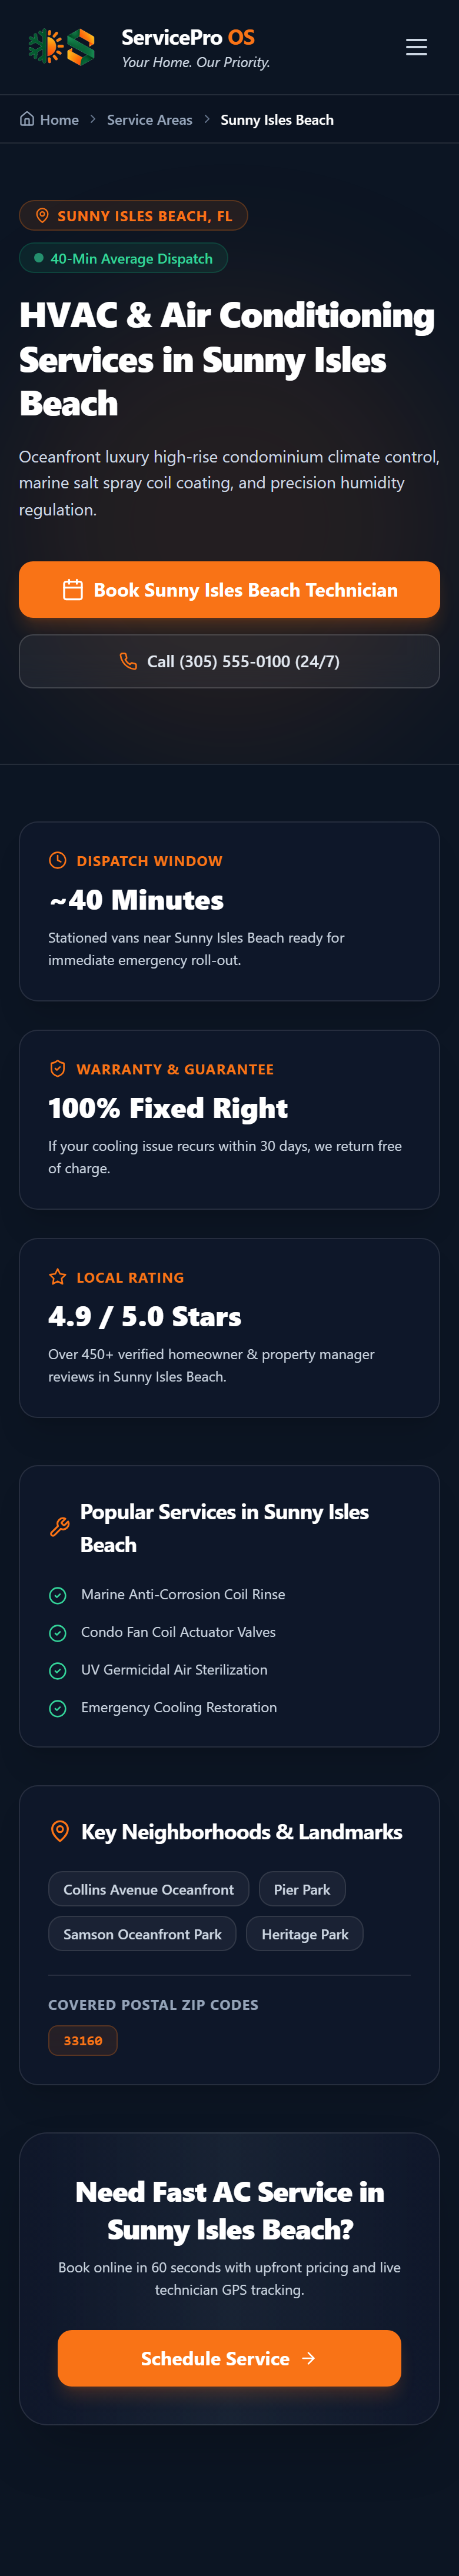 ServicePro OS
Your Home. Our Priority.
Home > Service Areas > Sunny Isles Beach
SUNNY ISLES BEACH, FL
40-Min Average Dispatch
HVAC & Air Conditioning
Services in Sunny Isles
Beach
Oceanfront luxury high-rise condominium climate control,
marine salt spray coil coating, and precision humidity
regulation.
Book Sunny Isles Beach Technician
Call (305) 555-0100 (24/7)
DISPATCH WINDOW
~40 Minutes
Stationed vans near Sunny Isles Beach ready for
immediate emergency roll-out.
WARRANTY & GUARANTEE
100% Fixed Right
If your cooling issue recurs within 30 days, we return free
of charge.
LOCAL RATING
4.9 / 5.0 Stars
Over 450+ verified homeowner & property manager
reviews in Sunny Isles Beach.
Popular Services in Sunny Isles
Beach
Marine Anti-Corrosion Coil Rinse
Condo Fan Coil Actuator Valves
UV Germicidal Air Sterilization
Emergency Cooling Restoration
Key Neighborhoods & Landmarks
Collins Avenue Oceanfront Pier Park
Samson Oceanfront Park Heritage Park
COVERED POSTAL ZIP CODES
33160
Need Fast AC Service in
Sunny Isles Beach?
Book online in 60 seconds with upfront pricing and live
technician GPS tracking.
Schedule Service →